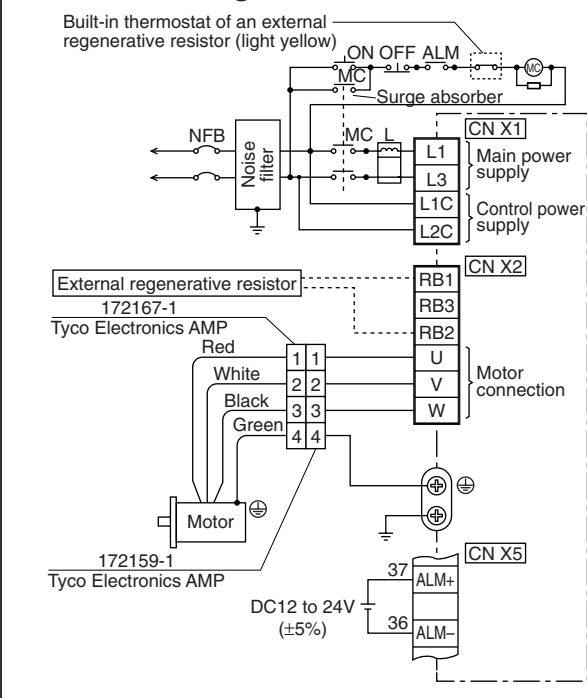 Built-in thermostat of an external
regenerative resistor (light yellow)
ON OFF ALM
MC
MC
Surge absorber
NFB
Noise
filter
MC L
CN X1
L1
L3
Main power
supply
L1C
L2C
Control power
supply
CN X2
External regenerative resistor
RB1
RB3
RB2
172167-1
Tyco Electronics AMP
Red
1 1
U
White
2 2
V
Motor
connection
Black
3 3
W
Green
4 4
Motor
172159-1
Tyco Electronics AMP
CN X5
37
ALM+
DC12 to 24V
(±5%)
36
ALM−